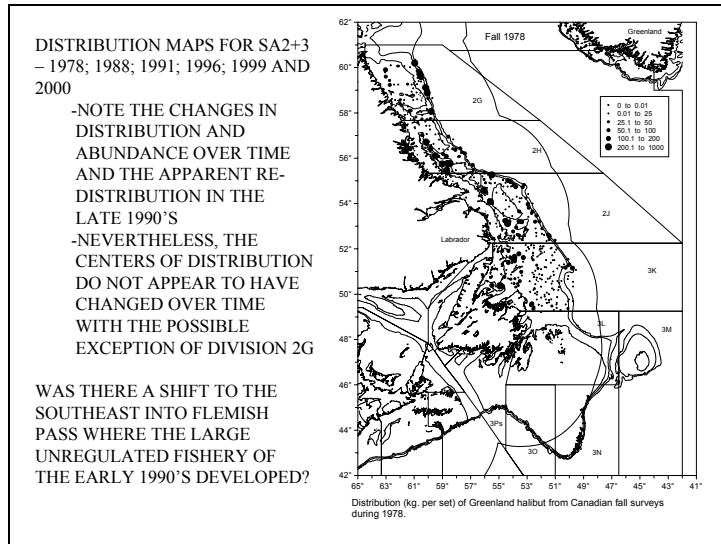 DISTRIBUTION MAPS FOR SA2+3
– 1978; 1988; 1991; 1996; 1999 AND
2000
-NOTE THE CHANGES IN
DISTRIBUTION AND
ABUNDANCE OVER TIME
AND THE APPARENT RE-
DISTRIBUTION IN THE
LATE 1990'S
-NEVERTHELESS, THE
CENTERS OF DISTRIBUTION
DO NOT APPEAR TO HAVE
CHANGED OVER TIME
WITH THE POSSIBLE
EXCEPTION OF DIVISION 2G
WAS THERE A SHIFT TO THE
SOUTHEAST INTO FLEMISH
PASS WHERE THE LARGE
UNREGULATED FISHERY OF
THE EARLY 1990'S DEVELOPED?
62°
60°
58°
56°
54°
52°
50°
48°
46°
44°
42°
Fall 1978
Greenland
0 to 0.01
0.01 to 25
25.1 to 50
50.1 to 100
100.1 to 200
200.1 to 1000
2G
2H
2J
Labrador
3K
3L
3M
3Ps
3O
3N
65° 63° 61° 59° 57° 55° 53° 51° 49° 47° 45° 43° 41°
Distribution (kg. per set) of Greenland halibut from Canadian fall surveys
during 1978.